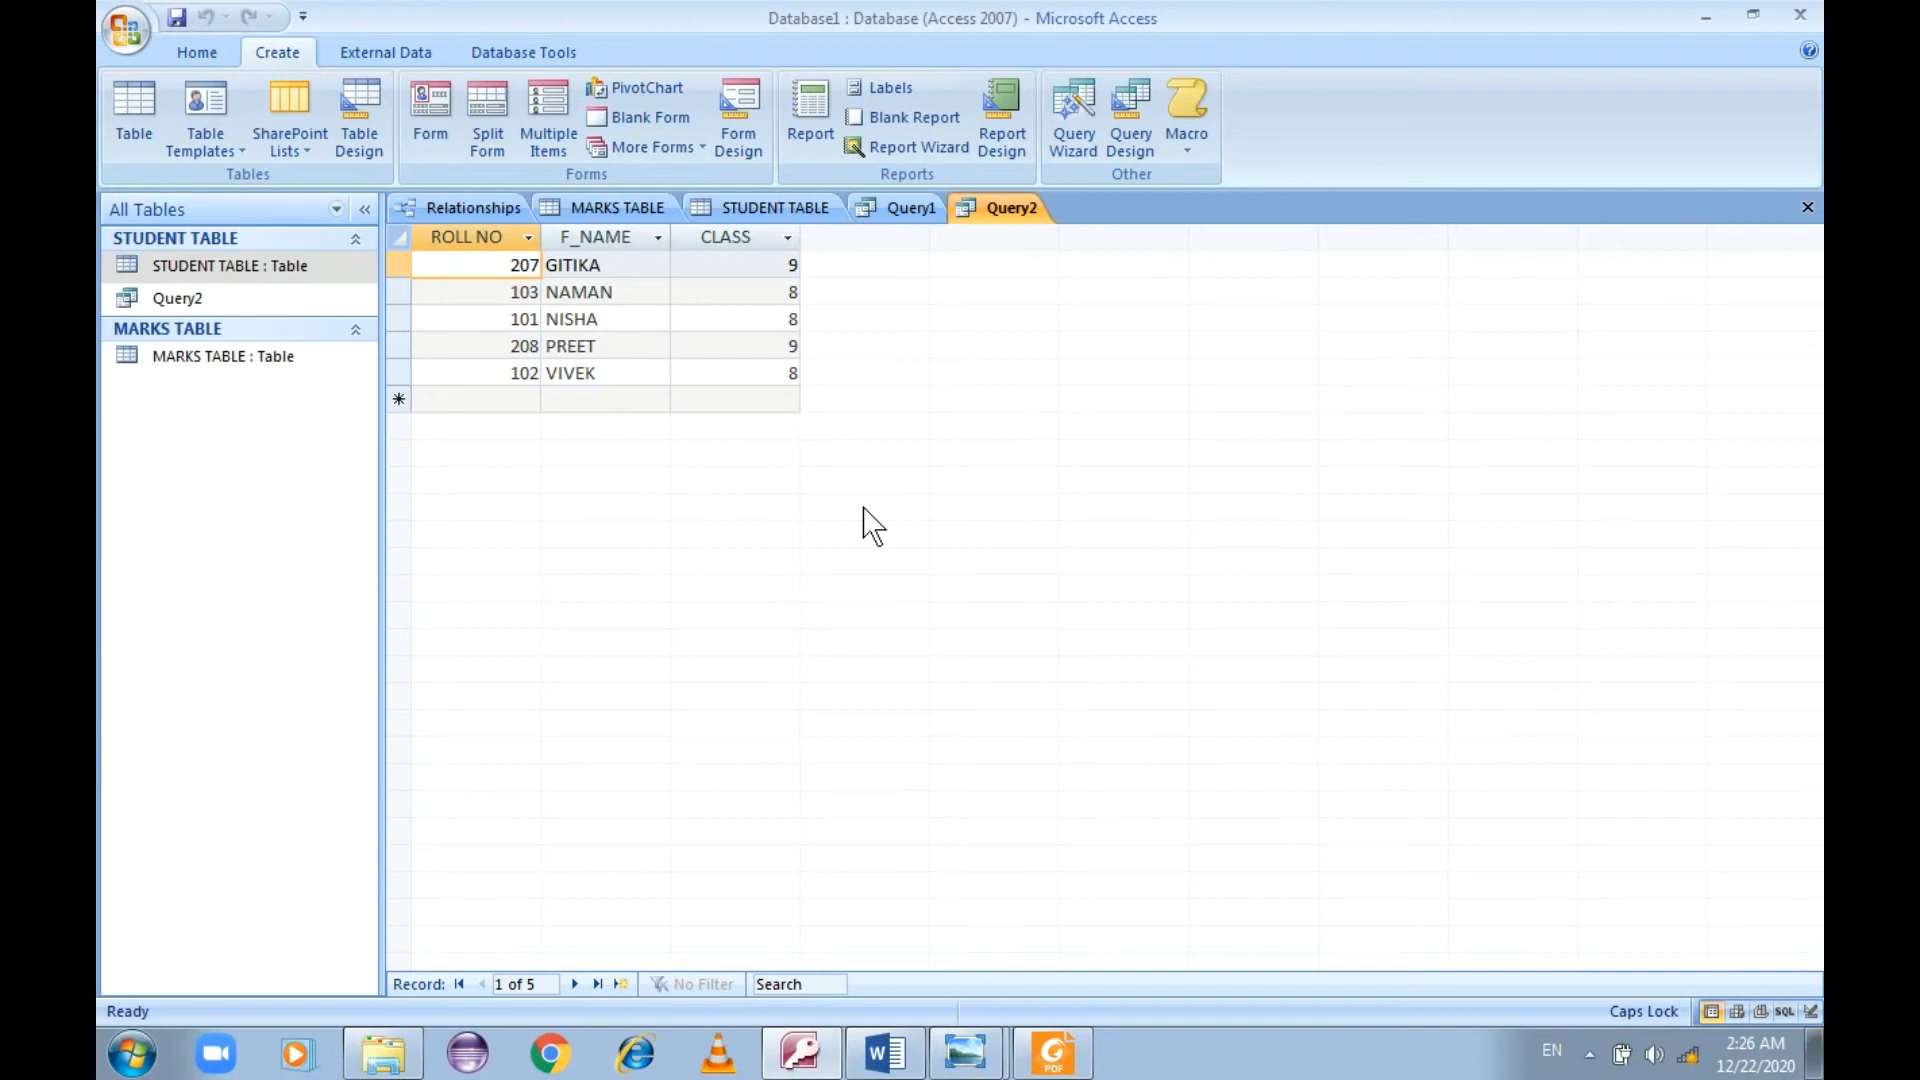 Database1 : Database (Access 2007) - Microsoft Access
Home Create External Data Database Tools
Table
Table Templates
SharePoint Lists
Table Design
Tables
Form
Split Form
Multiple Items
PivotChart
Blank Form
More Forms
Form Design
Forms
Report
Labels
Blank Report
Report Wizard
Report Design
Reports
Query Wizard
Query Design
Macro
Other
All Tables
STUDENT TABLE
STUDENT TABLE : Table
Query2
MARKS TABLE
MARKS TABLE : Table
Relationships MARKS TABLE STUDENT TABLE Query1 Query2
ROLL NO F_NAME CLASS
207 GITIKA 9
103 NAMAN 8
101 NISHA 8
208 PREET 9
102 VIVEK 8
Record: 1 of 5 No Filter Search
Ready Caps Lock SQL
PDF
EN
2:26 AM
12/22/2020